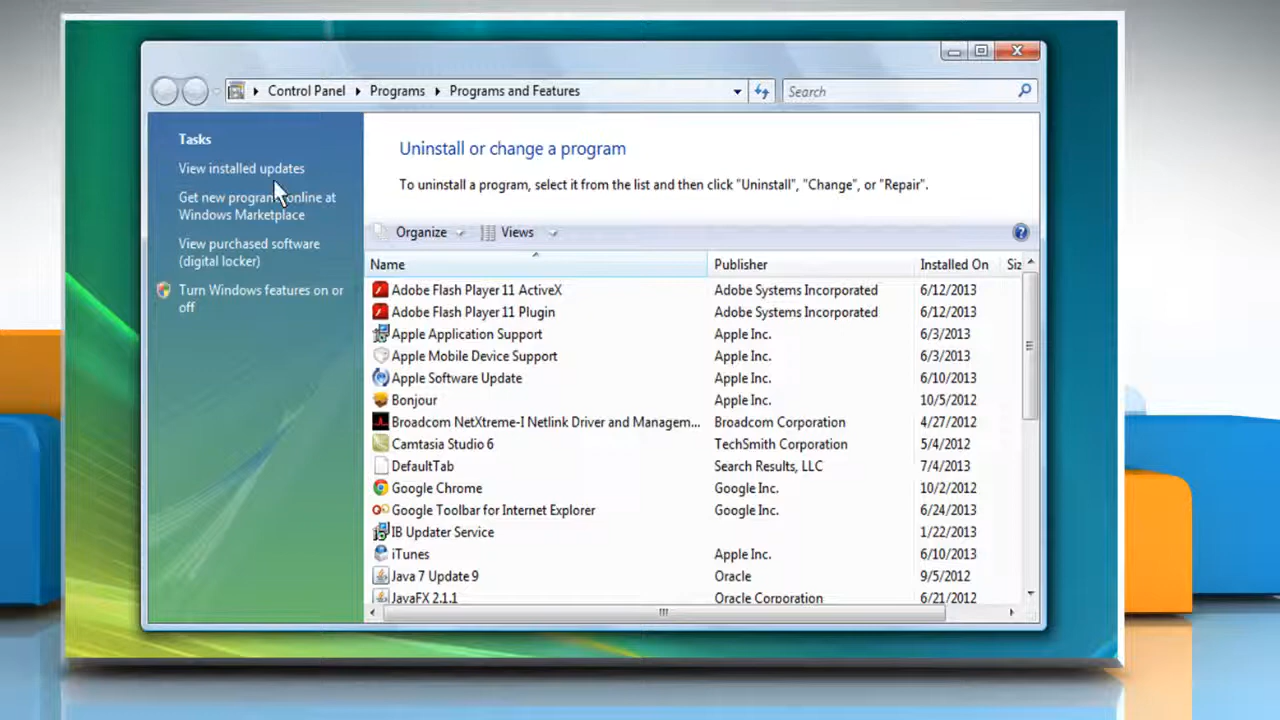 Control Panel Programs Programs and Features Search
Tasks
View installed updates
Get new programs online at
Windows Marketplace
View purchased software
(digital locker)
Turn Windows features on or
off
Uninstall or change a program
To uninstall a program, select it from the list and then click "Uninstall", "Change", or "Repair".
Organize Views
Name Publisher Installed On Siz
Adobe Flash Player 11 ActiveX Adobe Systems Incorporated 6/12/2013
Adobe Flash Player 11 Plugin Adobe Systems Incorporated 6/12/2013
Apple Application Support Apple Inc. 6/3/2013
Apple Mobile Device Support Apple Inc. 6/3/2013
Apple Software Update Apple Inc. 6/10/2013
Bonjour Apple Inc. 10/5/2012
Broadcom NetXtreme-I Netlink Driver and Managem... Broadcom Corporation 4/27/2012
Camtasia Studio 6 TechSmith Corporation 5/4/2012
DefaultTab Search Results, LLC 7/4/2013
Google Chrome Google Inc. 10/2/2012
Google Toolbar for Internet Explorer Google Inc. 6/24/2013
IB Updater Service 1/22/2013
iTunes Apple Inc. 6/10/2013
Java 7 Update 9 Oracle 9/5/2012
JavaFX 2.1.1 Oracle Corporation 6/21/2012